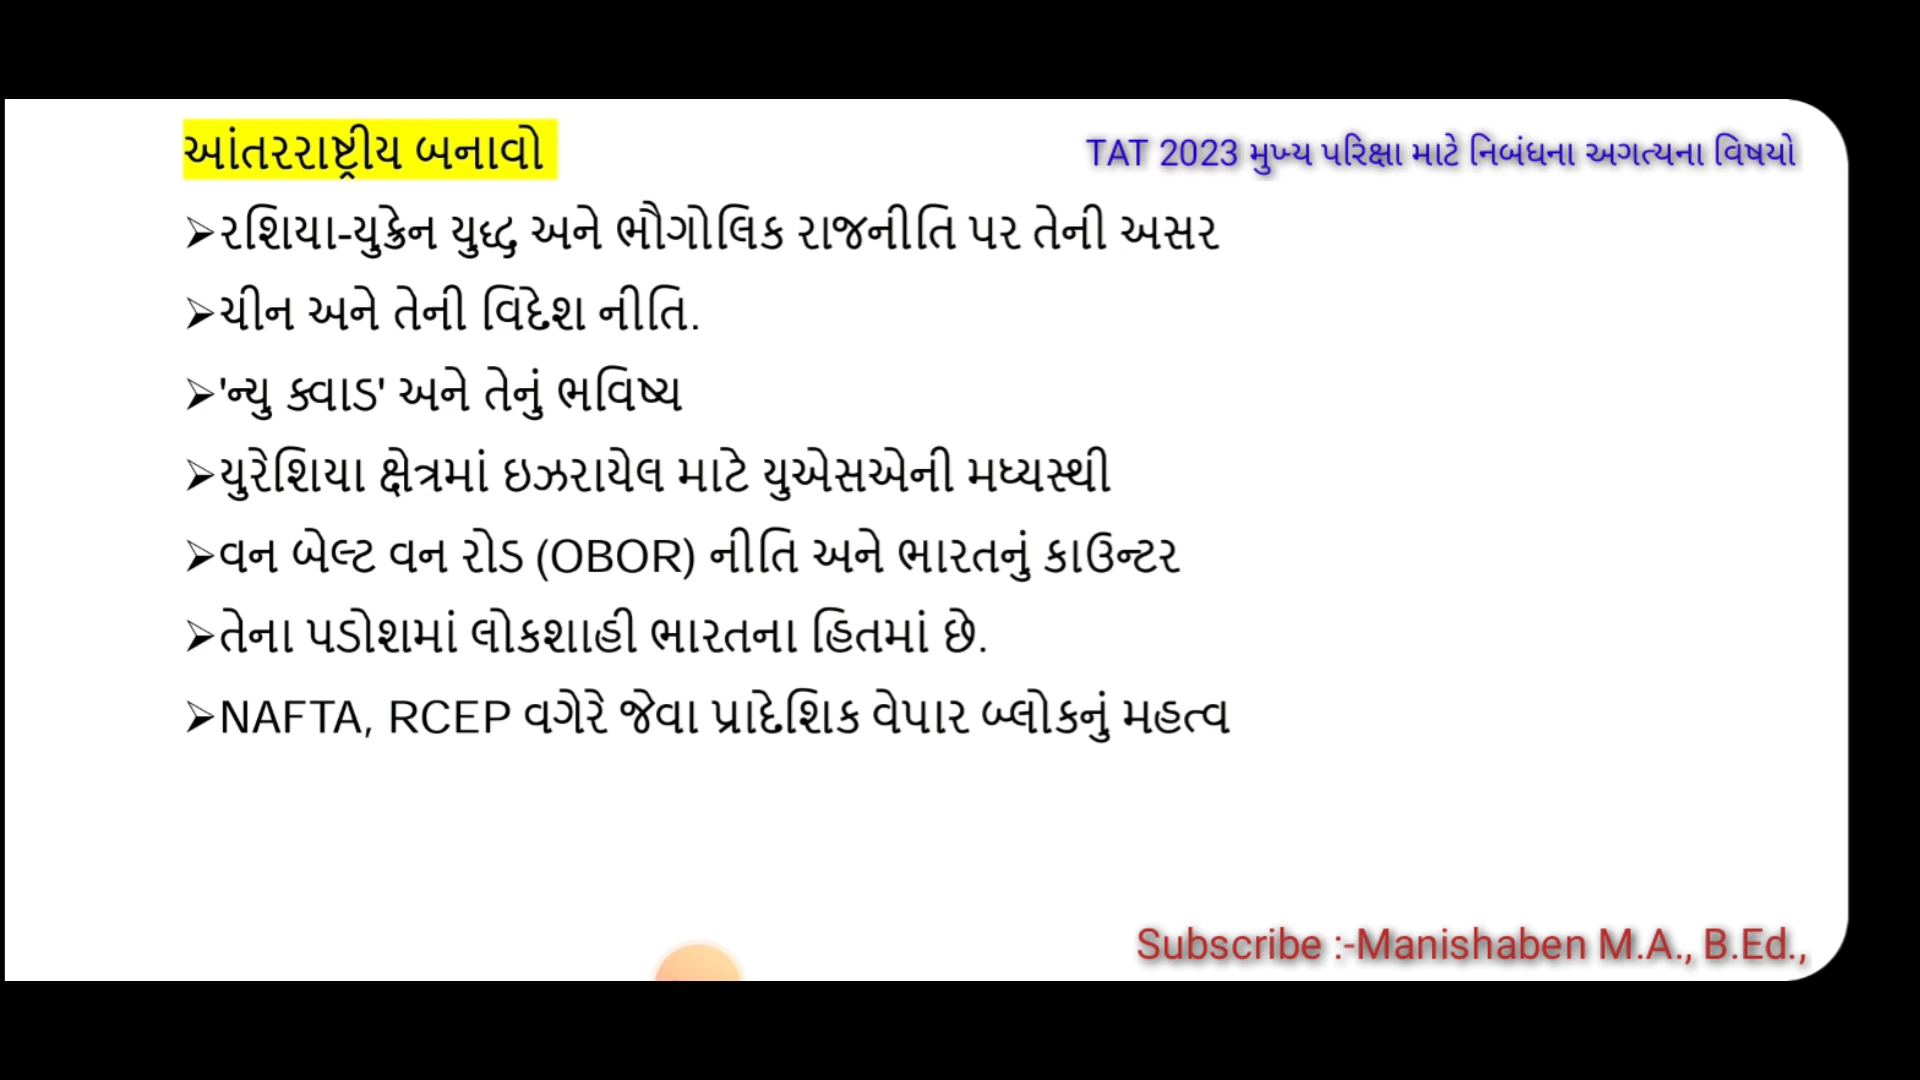 આંતરરાષ્ટ્રીય બનાવો
TAT 2023 મુખ્ય પરિક્ષા માટે નિબંધના અગત્યના વિષયો
➢રશિયા-યુક્રેન યુદ્ધ અને ભૌગોલિક રાજનીતિ પર તેની અસર
➢ચીન અને તેની વિદેશ નીતિ.
➢'ન્યુ ક્વાડ' અને તેનું ભવિષ્ય
➢યુરેશિયા ક્ષેત્રમાં ઇઝરાયેલ માટે યુએસએની મધ્યસ્થી
➢વન બેલ્ટ વન રોડ (OBOR) નીતિ અને ભારતનું કાઉન્ટર
➢તેના પડોશમાં લોકશાહી ભારતના હિતમાં છે.
➢NAFTA, RCEP વગેરે જેવા પ્રાદેશિક વેપાર બ્લોકનું મહત્વ
Subscribe :-Manishaben M.A., B.Ed.,